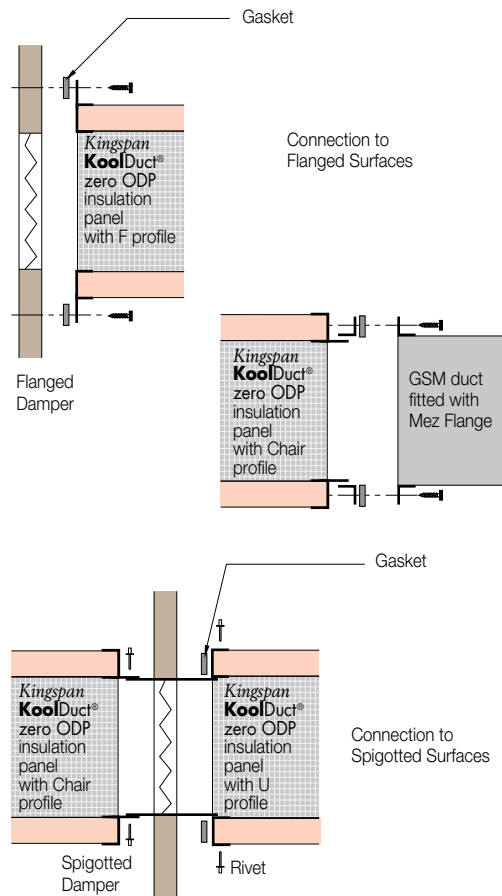 Gasket
Kingspan
KoolDuct®
zero ODP
insulation
panel
with F profile
Connection to
Flanged Surfaces
Flanged
Damper
Kingspan
KoolDuct®
zero ODP
insulation
panel
with Chair
profile
GSM duct
fitted with
Mez Flange
Gasket
Kingspan
KoolDuct®
zero ODP
insulation
panel
with Chair
profile
Kingspan
KoolDuct®
zero ODP
insulation
panel
with U
profile
Connection to
Spigotted Surfaces
Spigotted
Damper
Rivet